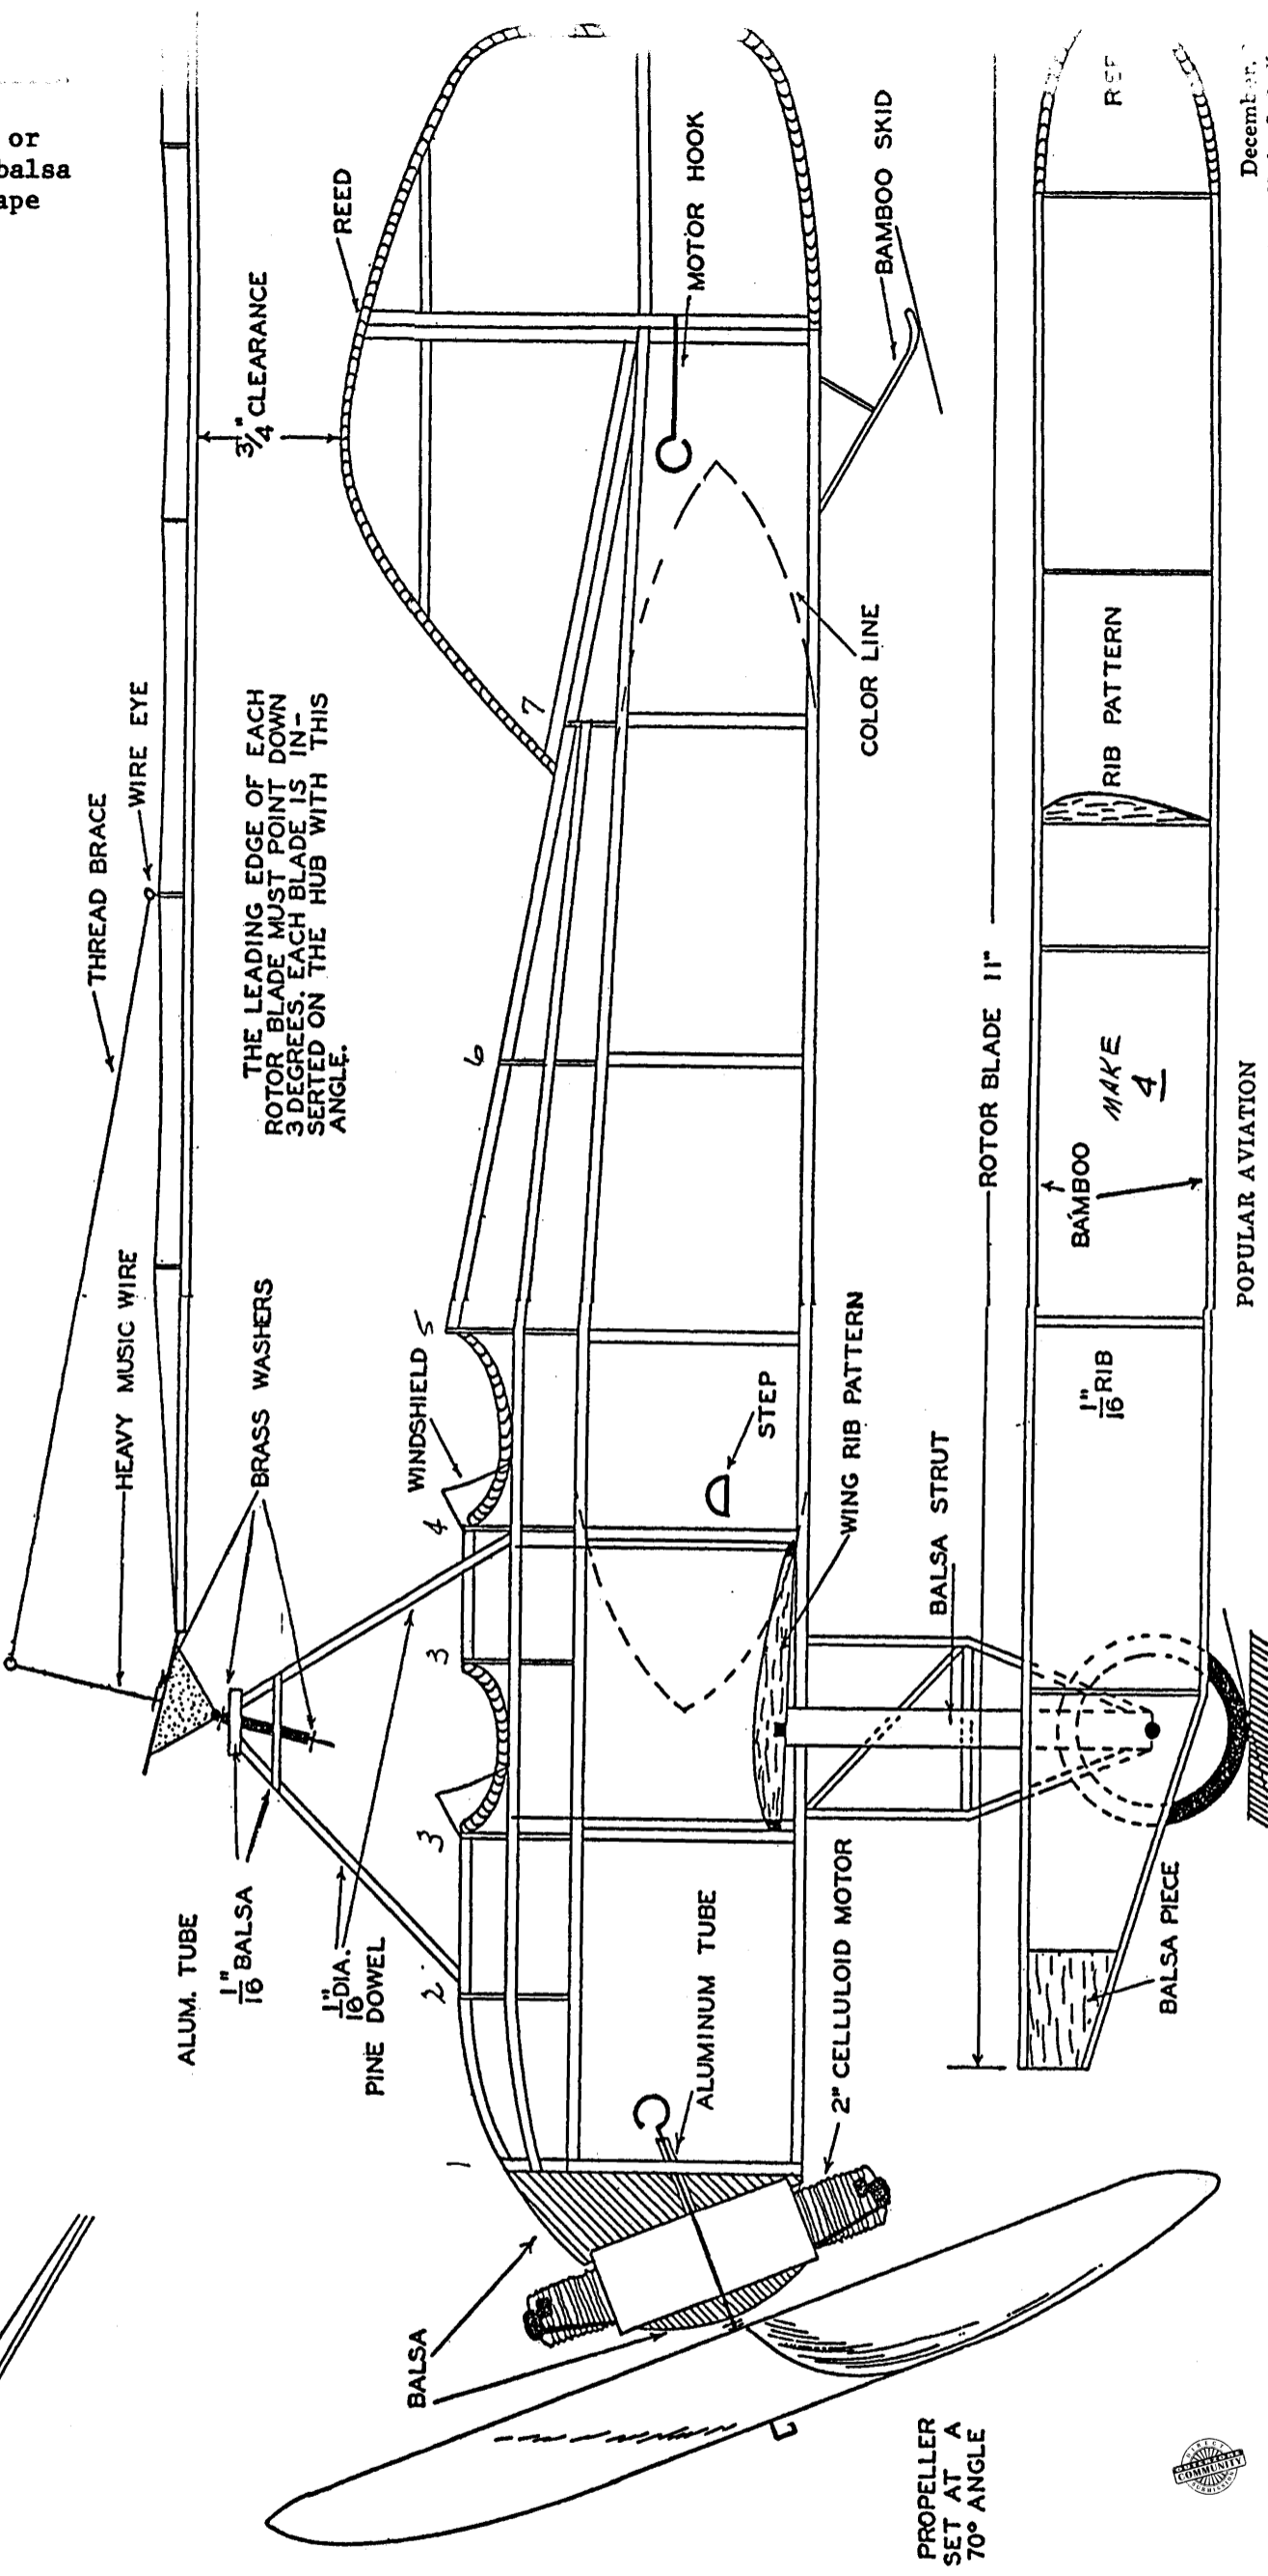 or
balsa
ape
THREAD BRACE
WIRE EYE
HEAVY MUSIC WIRE
BRASS WASHERS
3/4" CLEARANCE
REED
THE LEADING EDGE OF EACH
ROTOR BLADE MUST POINT DOWN
3 DEGREES. EACH BLADE IS IN-
SERTED ON THE HUB WITH THIS
ANGLE.
ALUM. TUBE
1/16" BALSA
1/16" DIA.
PINE DOWEL
WINDSHIELD
1
2
3
3
4
5
6
7
MOTOR HOOK
BAMBOO SKID
COLOR LINE
STEP
WING RIB PATTERN
BALSA STRUT
ALUMINUM TUBE
2" CELLULOID MOTOR
BALSA
PROPELLER
SET AT A
70° ANGLE
ROTOR BLADE 11"
BALSA PIECE
1/16" RIB
BAMBOO
MAKE
4
RIB PATTERN
POPULAR AVIATION
December,
DIRECT
OUTERZONE
COMMUNITY
SUBMISSION